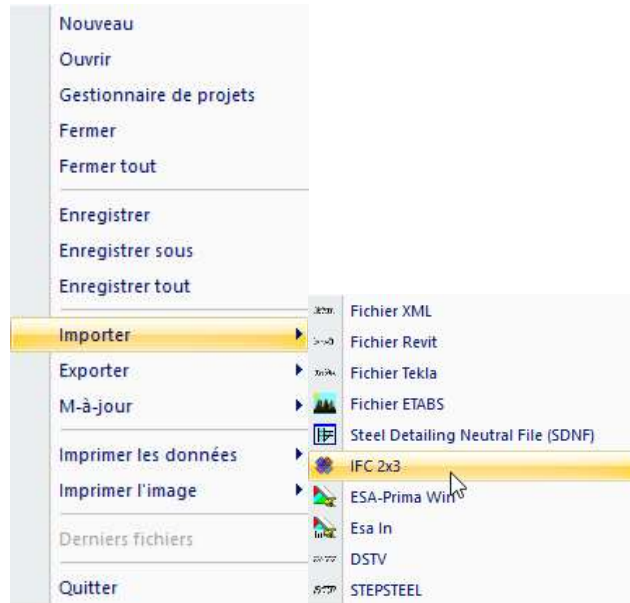 Nouveau
Ouvrir
Gestionnaire de projets
Fermer
Fermer tout
Enregistrer
Enregistrer sous
Enregistrer tout
Importer
Exporter
M-à-jour
Imprimer les données
Imprimer l'image
Derniers fichiers
Quitter
Fichier XML
Fichier Revit
Fichier Tekla
Fichier ETABS
Steel Detailing Neutral File (SDNF)
IFC 2x3
ESA-Prima Win
Esa In
DSTV
STEPSTEEL